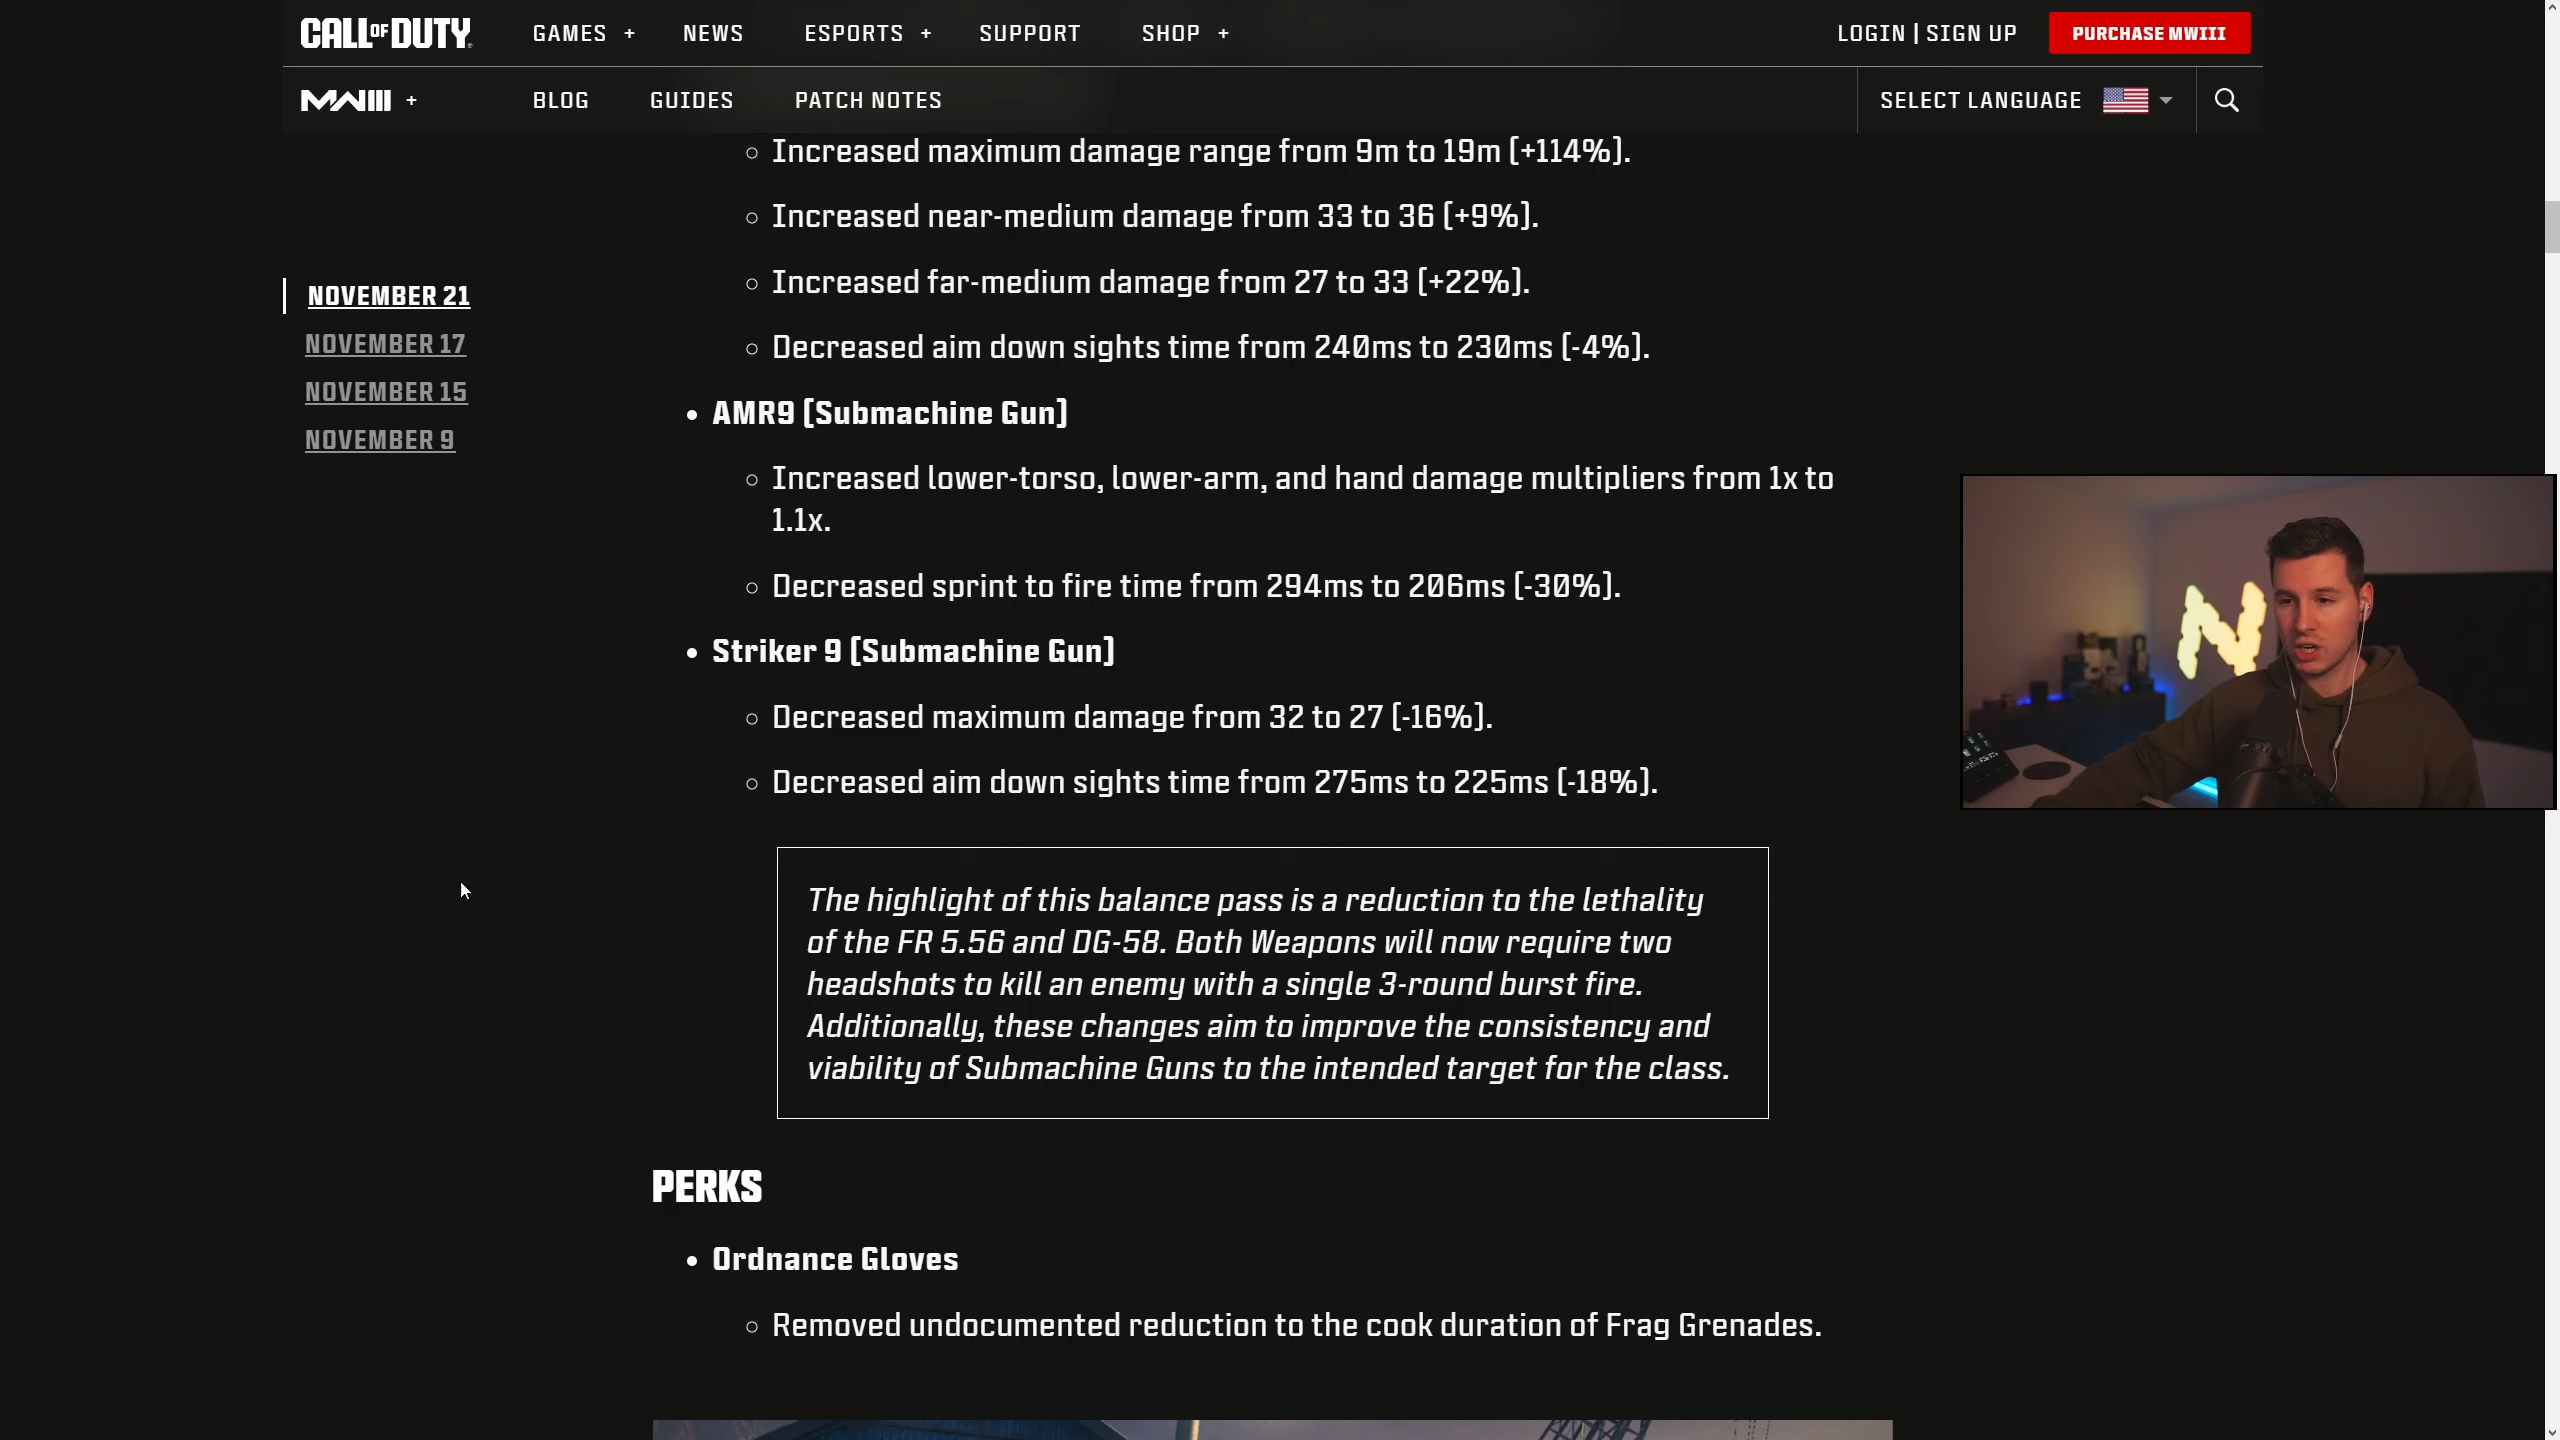 CALL OF DUTY
GAMES +
NEWS
ESPORTS +
SUPPORT
SHOP +
LOGIN | SIGN UP
PURCHASE MWIII
MWIII +
BLOG
GUIDES
PATCH NOTES
SELECT LANGUAGE
NOVEMBER 21
NOVEMBER 17
NOVEMBER 15
NOVEMBER 9
Increased maximum damage range from 9m to 19m [+114%].
Increased near-medium damage from 33 to 36 [+9%].
Increased far-medium damage from 27 to 33 [+22%].
Decreased aim down sights time from 240ms to 230ms [-4%].
AMR9 [Submachine Gun]
Increased lower-torso, lower-arm, and hand damage multipliers from 1x to
1.1x.
Decreased sprint to fire time from 294ms to 206ms [-30%].
Striker 9 [Submachine Gun]
Decreased maximum damage from 32 to 27 [-16%].
Decreased aim down sights time from 275ms to 225ms [-18%].
The highlight of this balance pass is a reduction to the lethality
of the FR 5.56 and DG-58. Both Weapons will now require two
headshots to kill an enemy with a single 3-round burst fire.
Additionally, these changes aim to improve the consistency and
viability of Submachine Guns to the intended target for the class.
PERKS
Ordnance Gloves
Removed undocumented reduction to the cook duration of Frag Grenades.
N